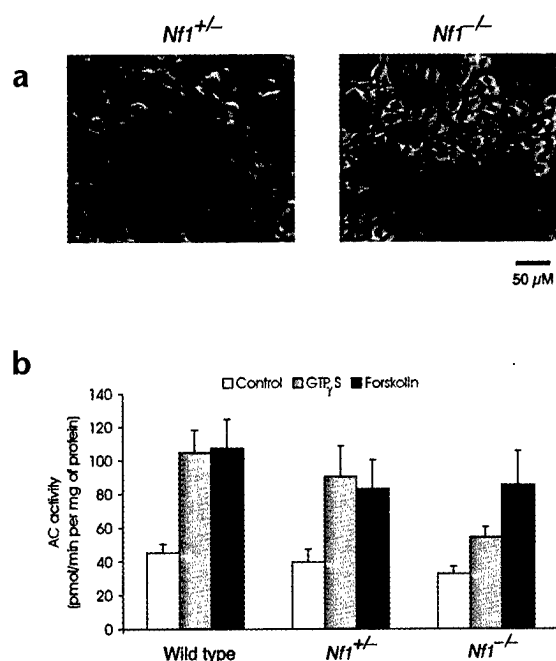 Nf1+/− Nf1−/−
a
50 µM
b
Control GTPγS Forskolin
AC activity
(pmol/min per mg of protein)
140
120
100
80
60
40
20
0
Wild type Nf1+/− Nf1−/−